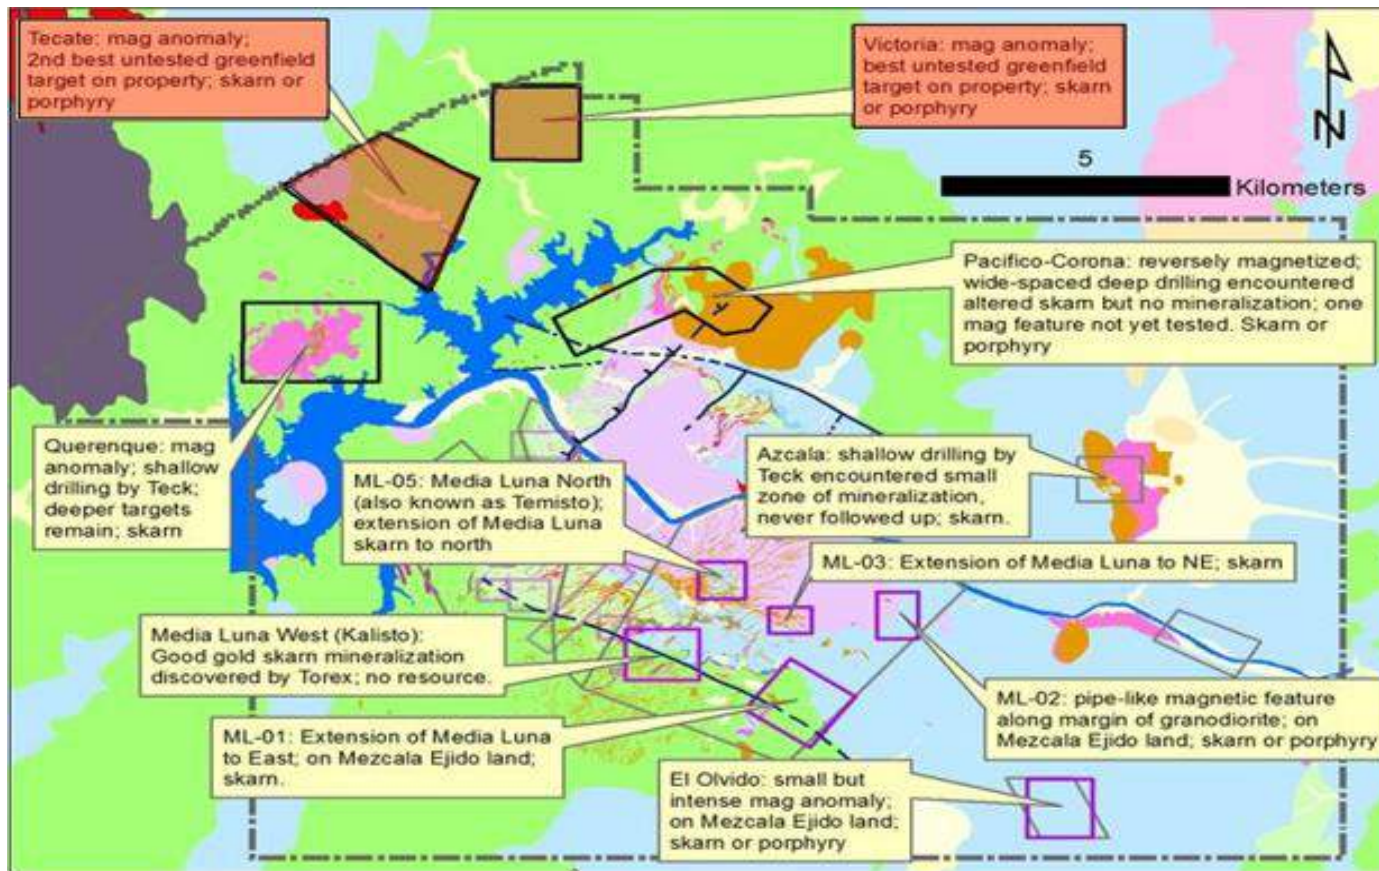 Tecate: mag anomaly;
2nd best untested greenfield
target on property; skarn or
porphyry
Victoria: mag anomaly;
best untested greenfield
target on property; skarn
or porphyry
N
5
Kilometers
Pacifico-Corona: reversely magnetized;
wide-spaced deep drilling encountered
altered skarn but no mineralization; one
mag feature not yet tested. Skarn or
porphyry
Querenque: mag
anomaly; shallow
drilling by Teck;
deeper targets
remain; skarn
ML-05: Media Luna North
(also known as Temisto);
extension of Media Luna
skarn to north
Azcala: shallow drilling by
Teck encountered small
zone of mineralization,
never followed up; skarn.
ML-03: Extension of Media Luna to NE; skarn
Media Luna West (Kalisto):
Good gold skarn mineralization
discovered by Torex; no resource.
ML-02: pipe-like magnetic feature
along margin of granodiorite; on
Mezcala Ejido land; skarn or porphyry
ML-01: Extension of Media Luna
to East; on Mezcala Ejido land;
skarn.
El Olvido: small but
intense mag anomaly;
on Mezcala Ejido land;
skarn or porphyry